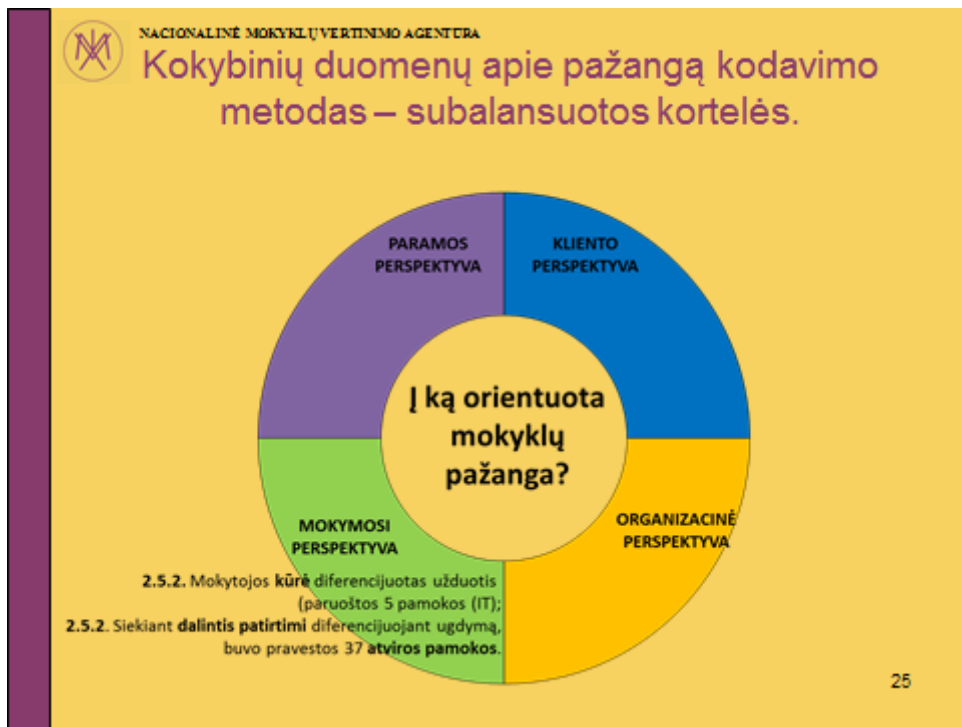 NACIONALINĖ MOKYKLŲ VERTINIMO AGENTŪRA
Kokybinių duomenų apie pažangą kodavimo
metodas – subalansuotos kortelės.
PARAMOS
PERSPEKTYVA
KLIENTO
PERSPEKTYVA
Į ką orientuota
mokyklų
pažanga?
MOKYMOSI
PERSPEKTYVA
ORGANIZACINĖ
PERSPEKTYVA
2.5.2. Mokytojos kūrė diferencijuotas užduotis
(paruoštos 5 pamokos (IT);
2.5.2. Siekiant dalintis patirtimi diferencijuojant ugdymą,
buvo pravestos 37 atviros pamokos.
25